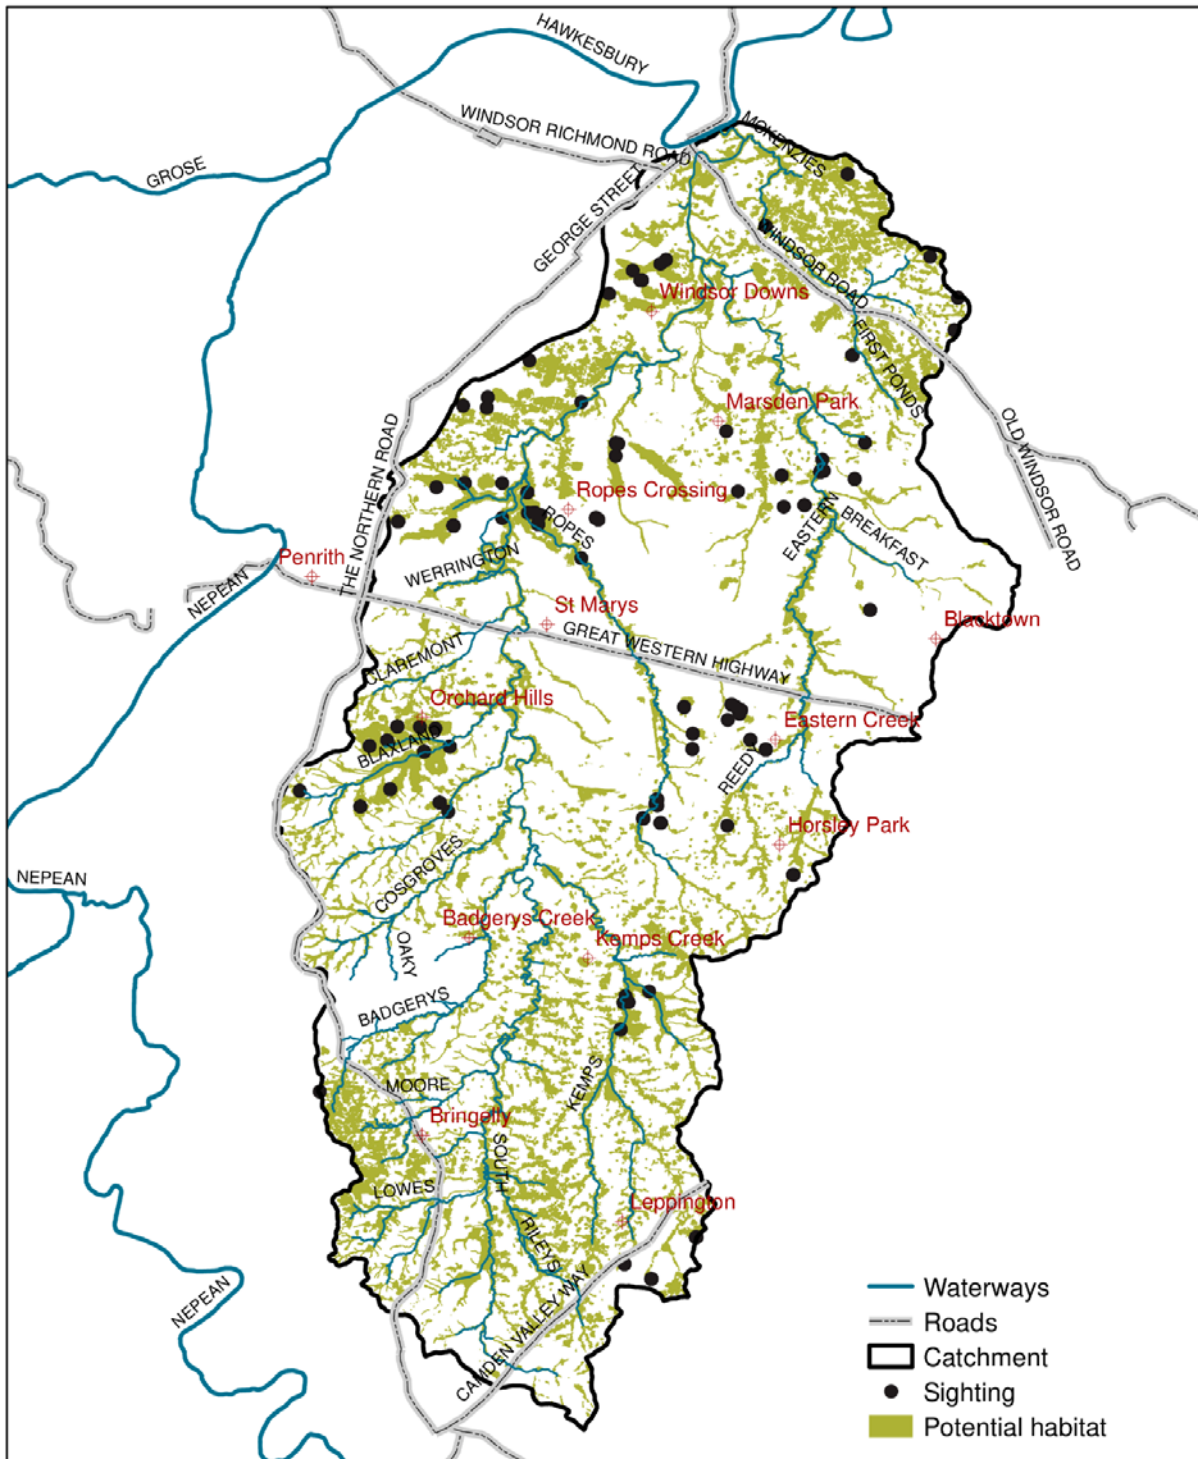 HAWKESBURY
WINDSOR RICHMOND ROAD
MCKENZIES
GROSE
GEORGE STREET
WINDSOR ROAD
Windsor Downs
FIRST PONDS
Marsden Park
OLD WINDSOR ROAD
THE NORTHERN ROAD
Ropes Crossing
ROPES
EASTERN
BREAKFAST
WERRINGTON
Penrith
NEPEAN
St Marys
GREAT WESTERN HIGHWAY
Blacktown
CLAREMONT
Orchard Hills
Eastern Creek
BLAXLAND
REEDY
Horsley Park
COSGROVES
NEPEAN
Badgerys Creek
Kemps Creek
OAKY
BADGERYS
MOORE
KEMPS
Bringelly
SOUTH
LOWES
Leppington
RILEYS
NEPEAN
CAMDEN VALLEY WAY
Waterways
Roads
Catchment
Sighting
Potential habitat